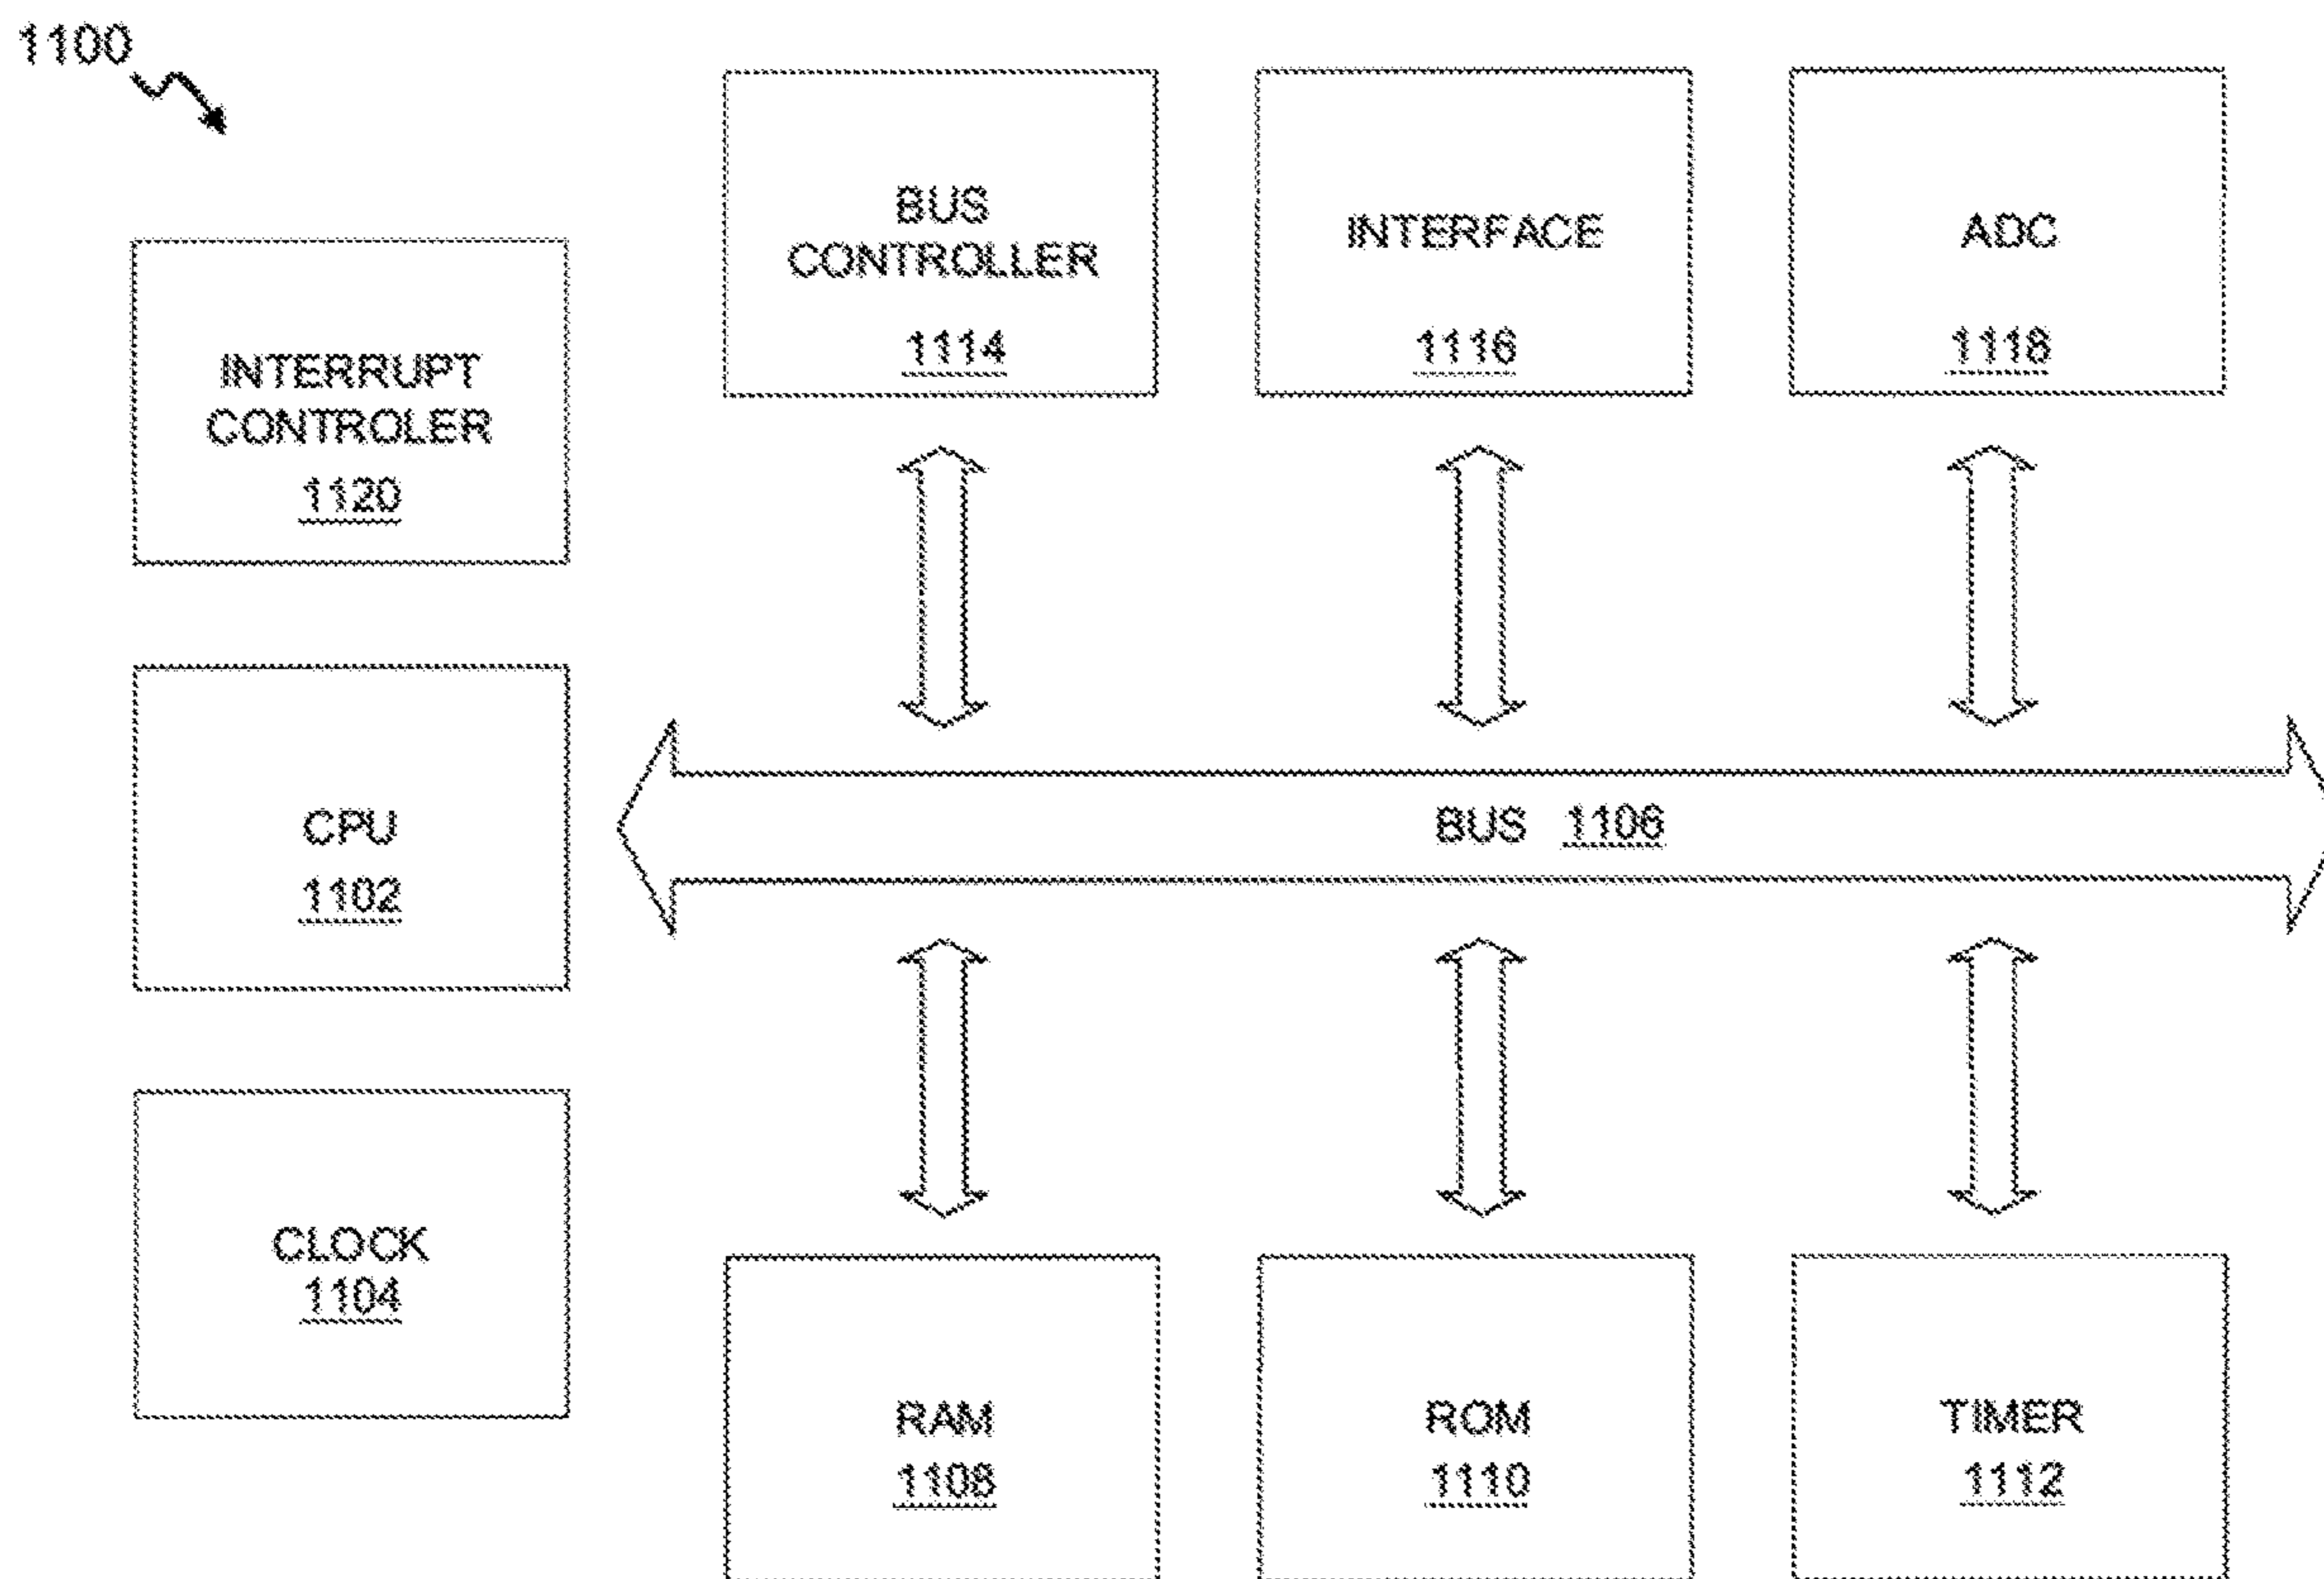 1100
BUS
CONTROLLER
1114
INTERFACE
1116
ADC
1118
INTERRUPT
CONTROLER
1120
CPU
1102
BUS 1106
CLOCK
1104
RAM
1108
ROM
1110
TIMER
1112